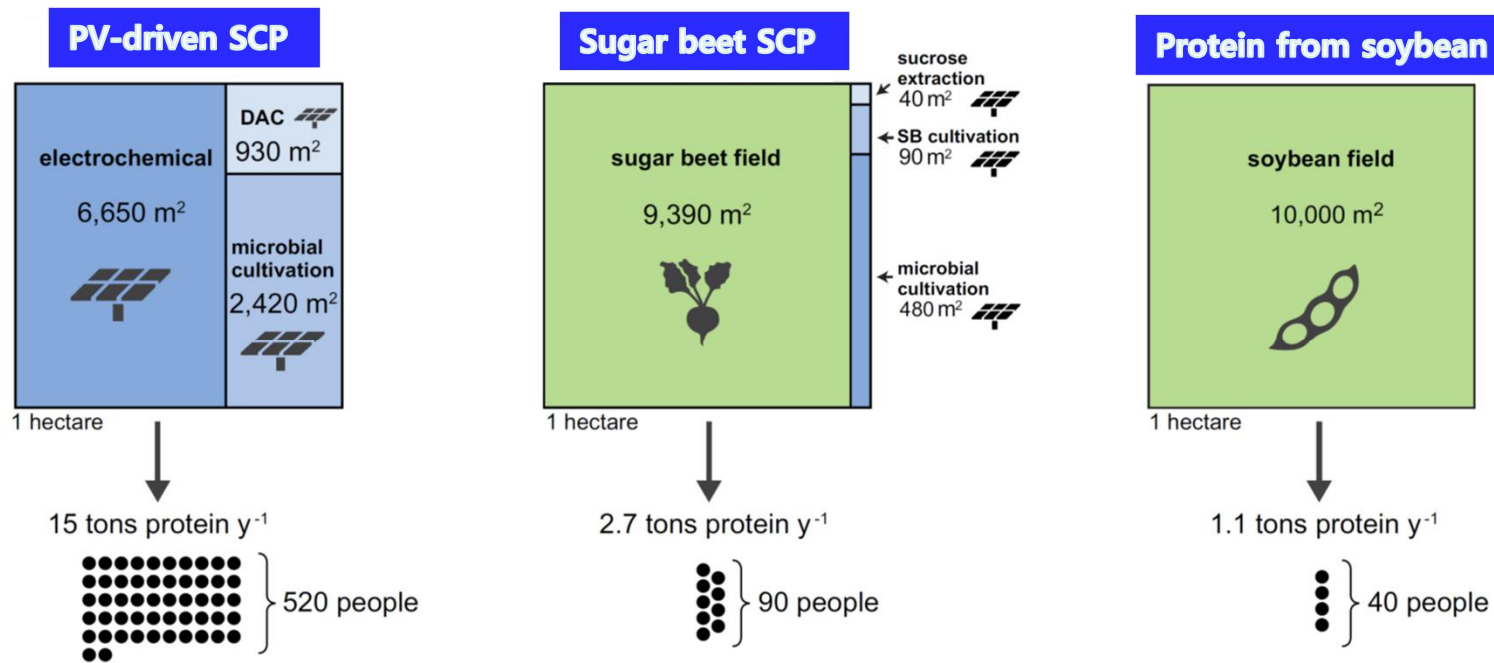 PV-driven SCP
electrochemical
6,650 m²
DAC
930 m²
microbial
cultivation
2,420 m²
1 hectare
15 tons protein y⁻¹
520 people
Sugar beet SCP
sugar beet field
9,390 m²
sucrose
extraction
40 m²
SB cultivation
90 m²
microbial
cultivation
480 m²
1 hectare
2.7 tons protein y⁻¹
90 people
Protein from soybean
soybean field
10,000 m²
1 hectare
1.1 tons protein y⁻¹
40 people